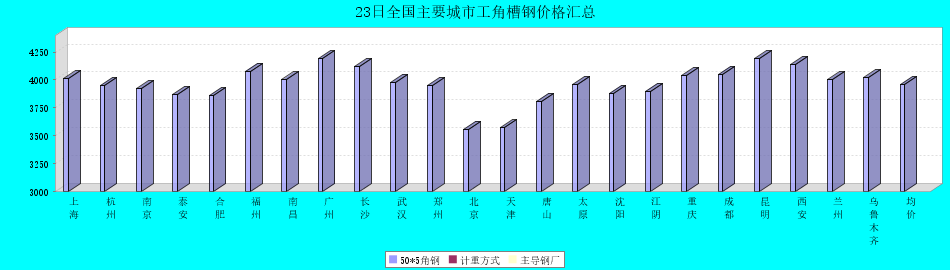 23日全国主要城市工角槽钢价格汇总
4250
4000
3750
3500
3250
3000
上海 杭州 南京 泰安 合肥 福州 南昌 广州 长沙 武汉 郑州 北京 天津 唐山 太原 沈阳 江阴 重庆 成都 昆明 西安 兰州 乌鲁木齐 均价
50*5角钢 计重方式 主导钢厂